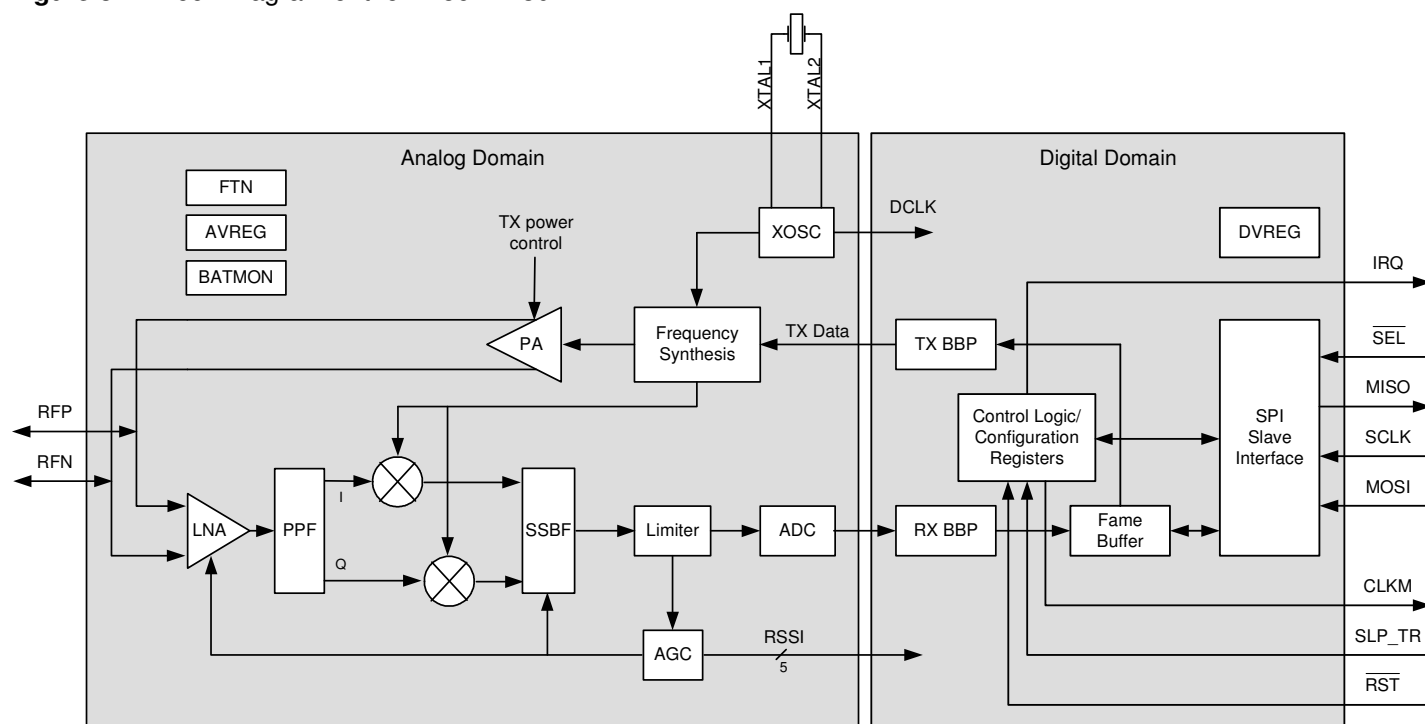 XTAL1
XTAL2
Analog Domain
Digital Domain
FTN
AVREG
BATMON
TX power
control
XOSC
DCLK
DVREG
IRQ
PA
Frequency
Synthesis
TX Data
TX BBP
SEL
MISO
SCLK
MOSI
Control Logic/
Configuration
Registers
SPI
Slave
Interface
RFP
RFN
LNA
PPF
I
Q
SSBF
Limiter
ADC
RX BBP
Fame
Buffer
CLKM
SLP_TR
RST
AGC
RSSI
5